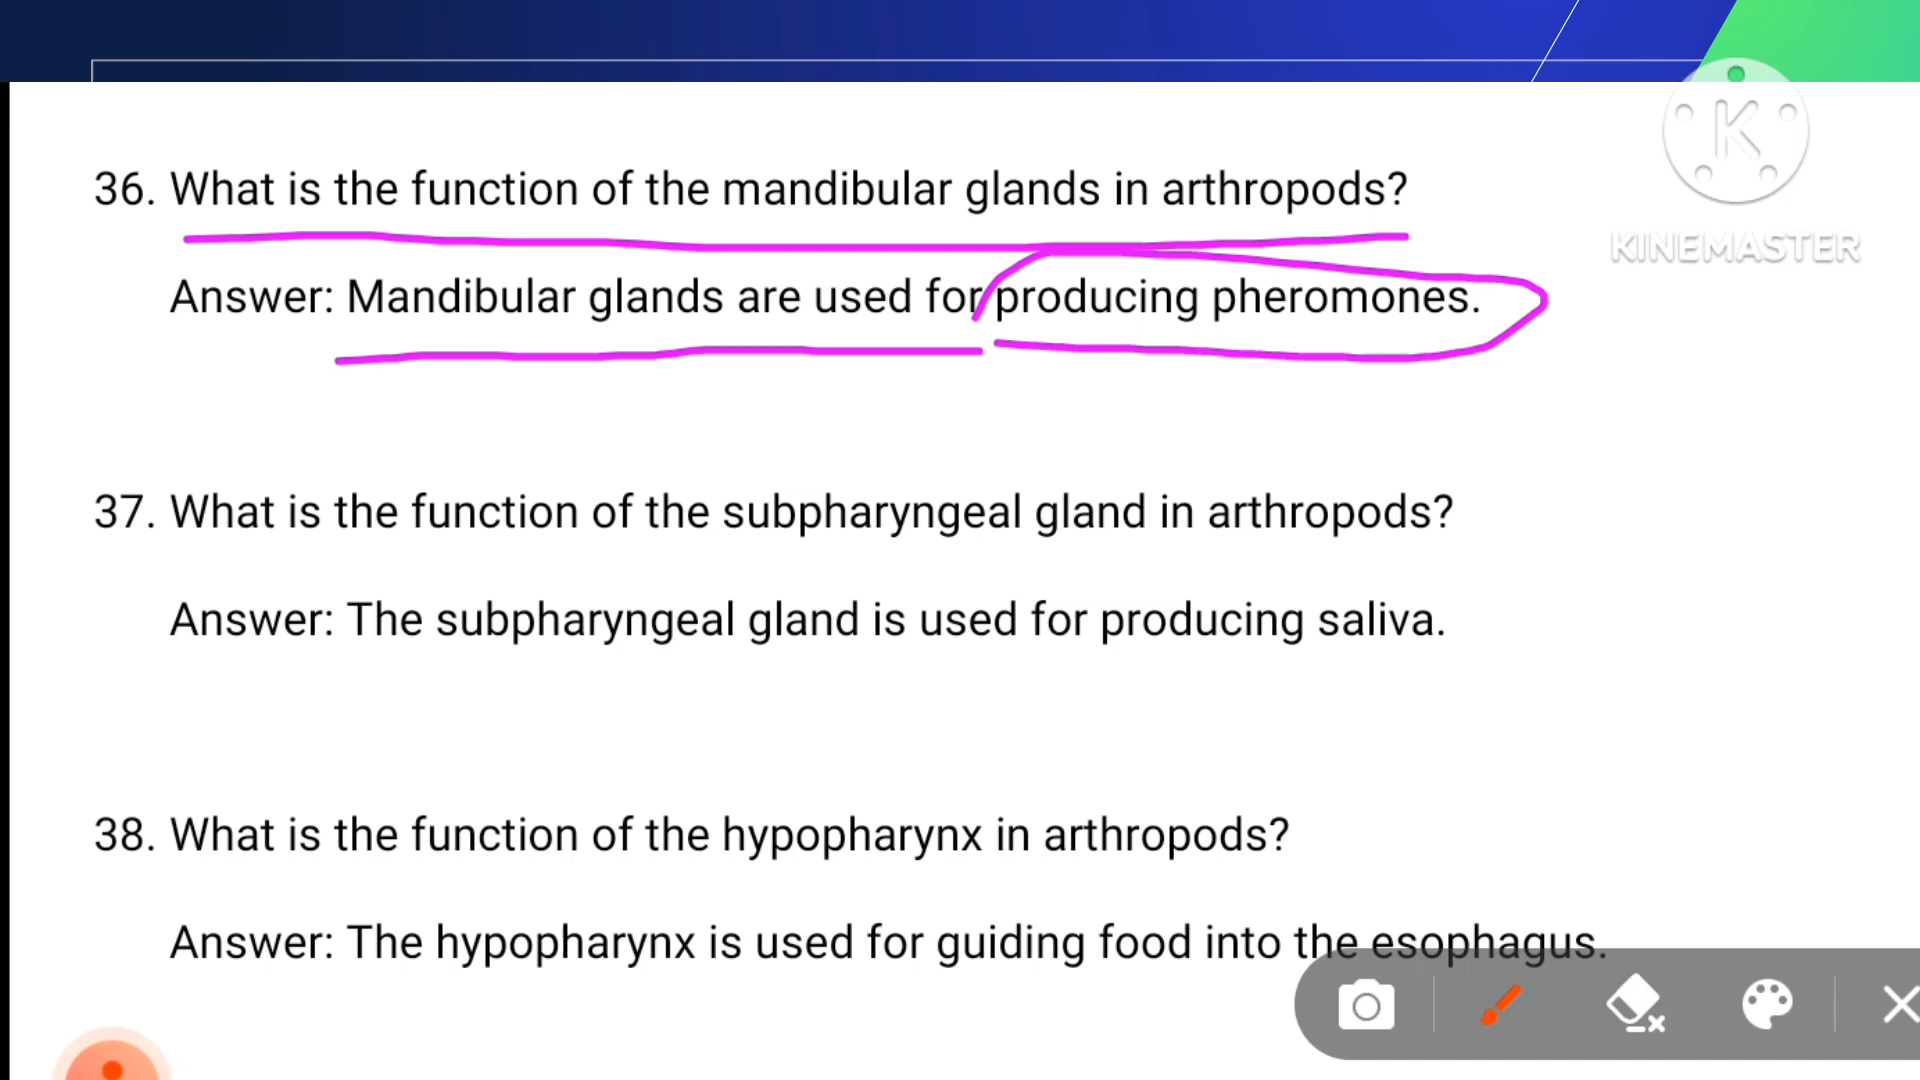 36. What is the function of the mandibular glands in arthropods?
Answer: Mandibular glands are used for producing pheromones.
37. What is the function of the subpharyngeal gland in arthropods?
Answer: The subpharyngeal gland is used for producing saliva.
38. What is the function of the hypopharynx in arthropods?
Answer: The hypopharynx is used for guiding food into the esophagus.
K
KINEMASTER